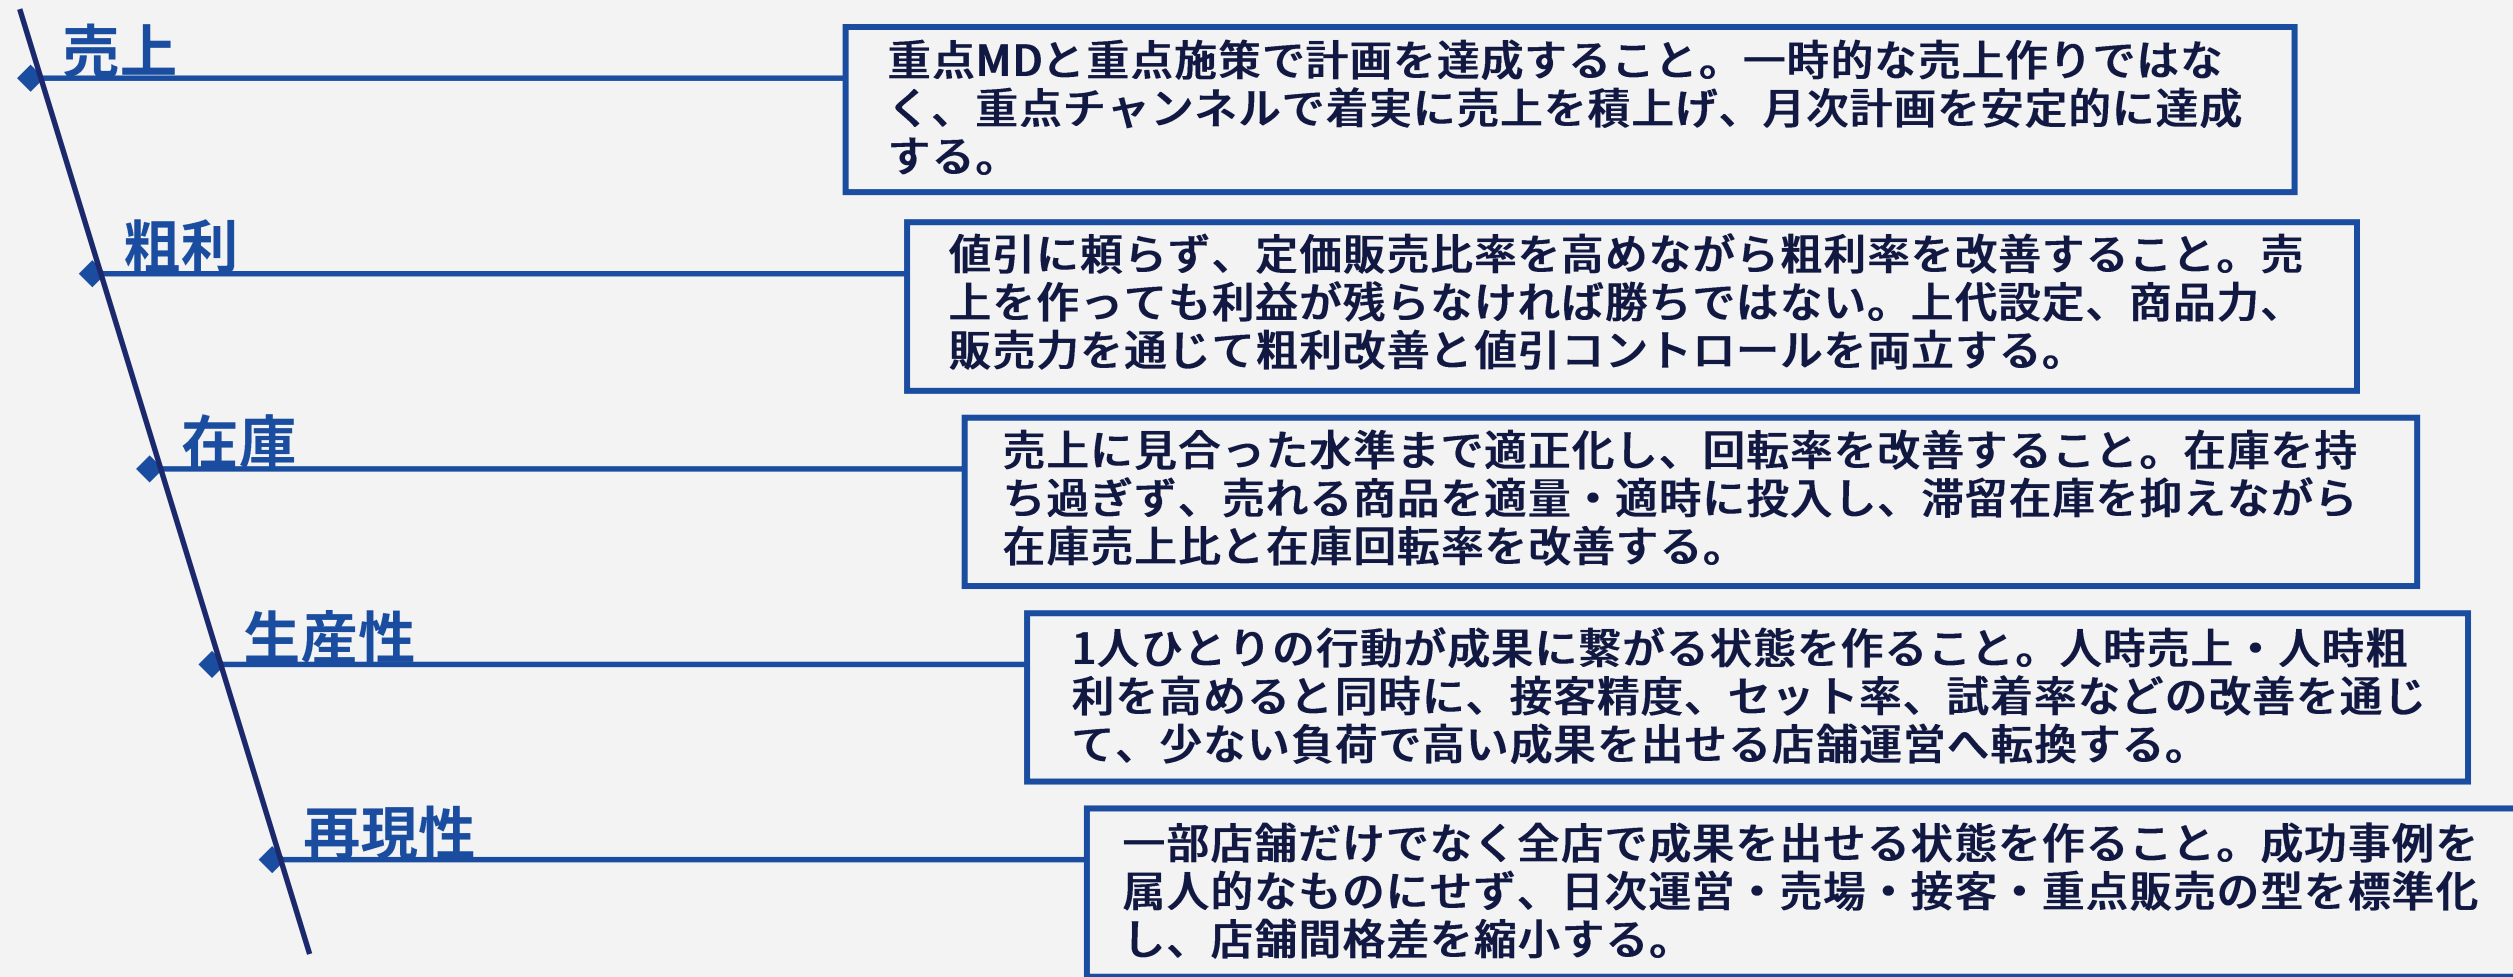 売上
重点MDと重点施策で計画を達成すること。一時的な売上作りではな
く、重点チャンネルで着実に売上を積上げ、月次計画を安定的に達成
する。
粗利
値引に頼らず、定価販売比率を高めながら粗利率を改善すること。売
上を作っても利益が残らなければ勝ちではない。上代設定、商品力、
販売力を通じて粗利改善と値引コントロールを両立する。
在庫
売上に見合った水準まで適正化し、回転率を改善すること。在庫を持
ち過ぎず、売れる商品を適量・適時に投入し、滞留在庫を抑えながら
在庫売上比と在庫回転率を改善する。
生産性
1人ひとりの行動が成果に繋がる状態を作ること。人時売上・人時粗
利を高めると同時に、接客精度、セット率、試着率などの改善を通じ
て、少ない負荷で高い成果を出せる店舗運営へ転換する。
再現性
一部店舗だけでなく全店で成果を出せる状態を作ること。成功事例を
属人的なものにせず、日次運営・売場・接客・重点販売の型を標準化
し、店舗間格差を縮小する。